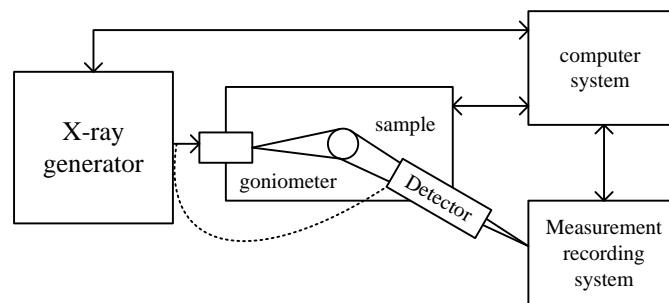 X-ray
generator
goniometer
sample
Detector
computer
system
Measurement
recording
system